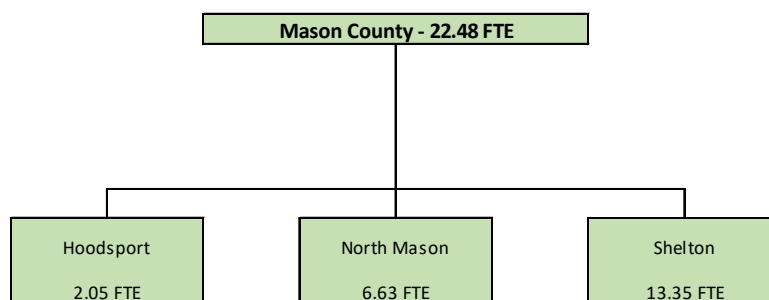 Mason County - 22.48 FTE
Hoodsport
North Mason
Shelton
2.05 FTE
6.63 FTE
13.35 FTE